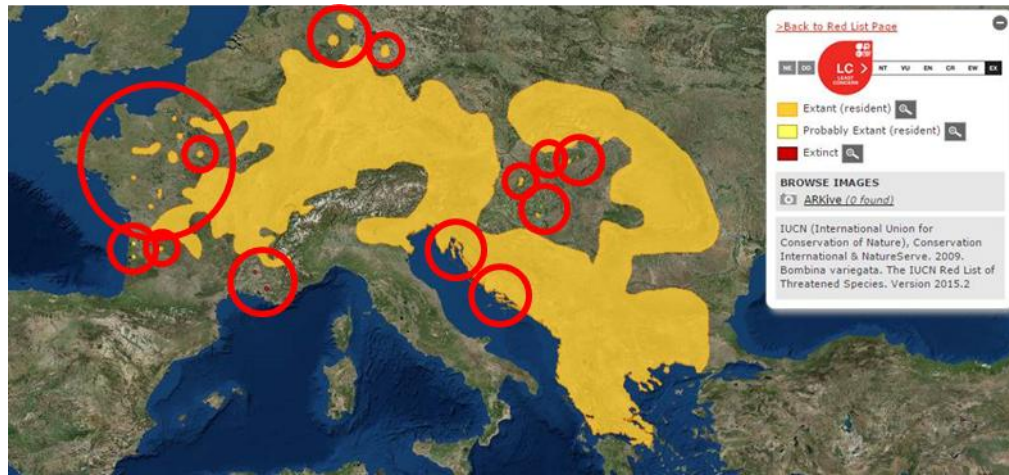 >Back to Red List Page
NE DD LC > NT VU EN CR EW EX
LEAST
CONCERN
Extant (resident)
Probably Extant (resident)
Extinct
BROWSE IMAGES
ARKive (0 found)
IUCN (International Union for
Conservation of Nature), Conservation
International & NatureServe. 2009.
Bombina variegata. The IUCN Red List of
Threatened Species. Version 2015.2